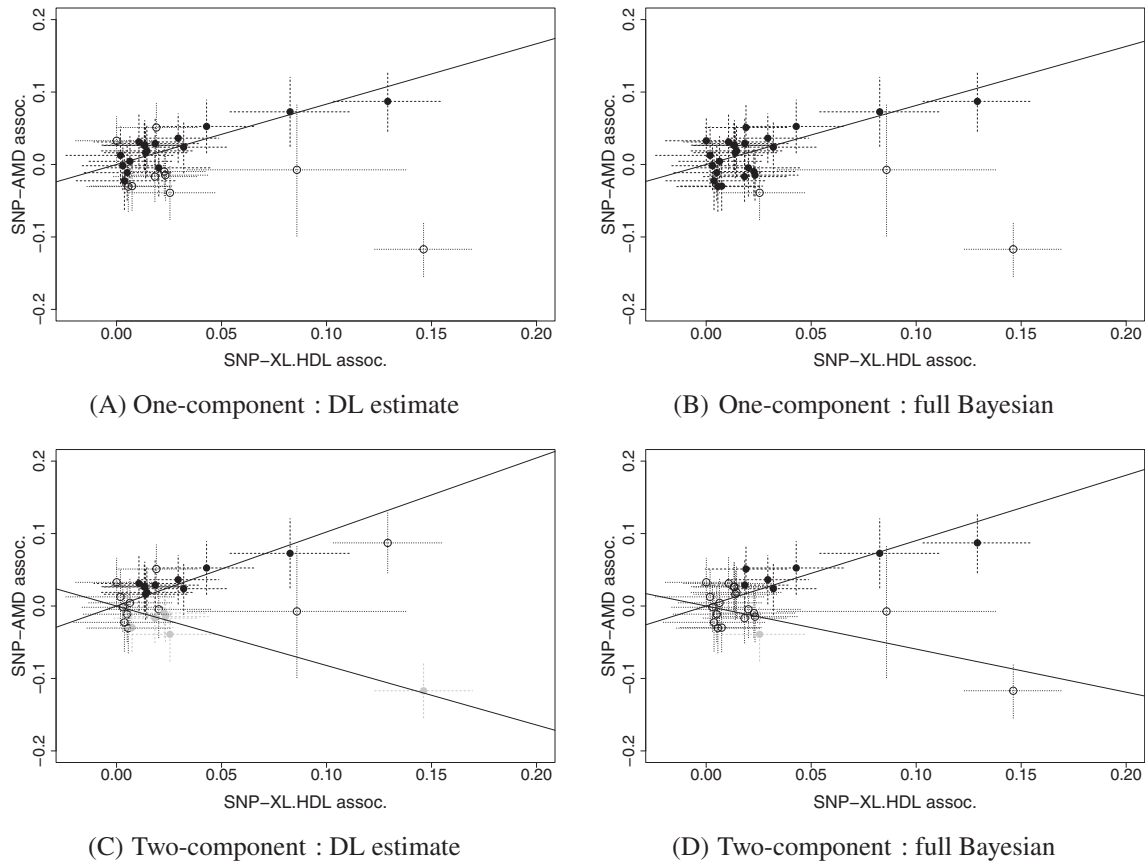 0.2
0.1
0.0
−0.1
−0.2
SNP−AMD assoc.
0.00 0.05 0.10 0.15 0.20
SNP−XL.HDL assoc.
(A) One-component : DL estimate
0.2
0.1
0.0
−0.1
−0.2
SNP−AMD assoc.
0.00 0.05 0.10 0.15 0.20
SNP−XL.HDL assoc.
(B) One-component : full Bayesian
0.2
0.1
0.0
−0.1
−0.2
SNP−AMD assoc.
0.00 0.05 0.10 0.15 0.20
SNP−XL.HDL assoc.
(C) Two-component : DL estimate
0.2
0.1
0.0
−0.1
−0.2
SNP−AMD assoc.
0.00 0.05 0.10 0.15 0.20
SNP−XL.HDL assoc.
(D) Two-component : full Bayesian